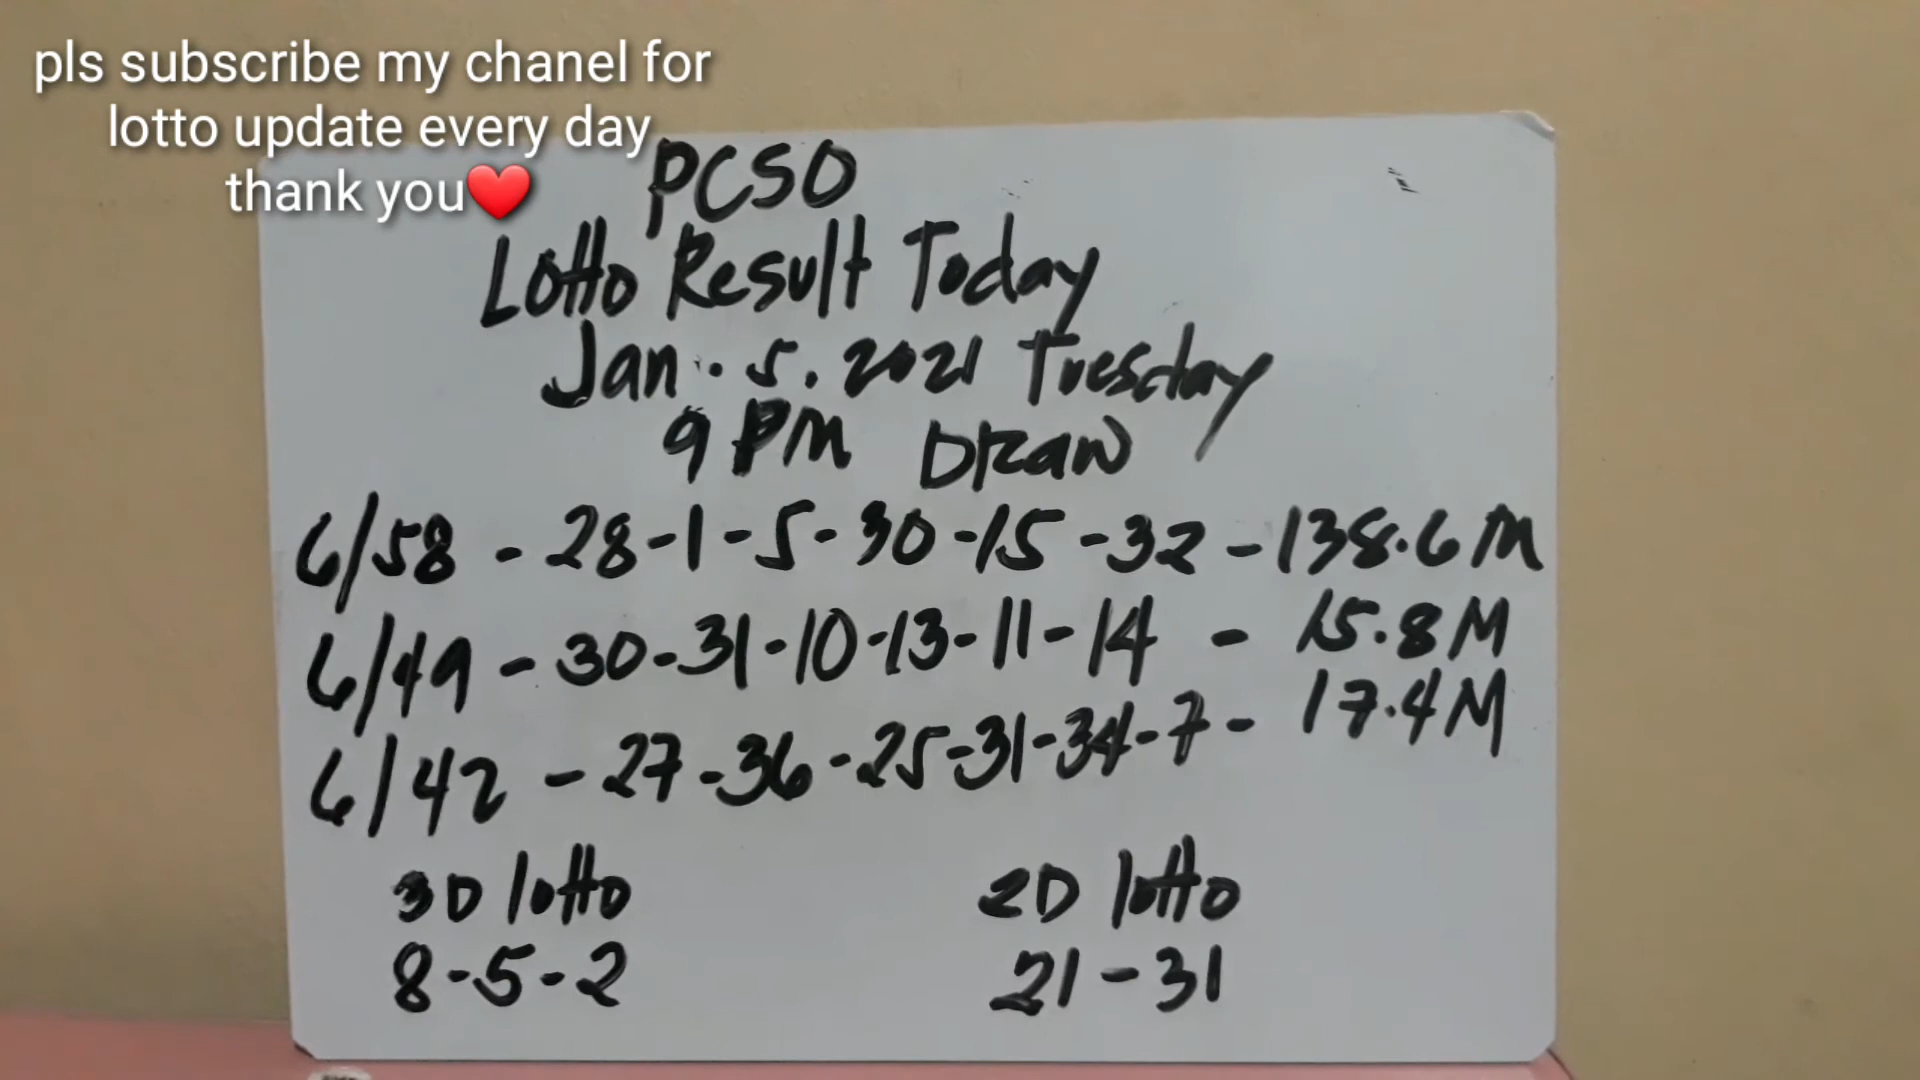 pls subscribe my chanel for
lotto update every day
thank you❤
PCSO
Lotto Result Today
Jan. 5, 2021 Tuesday
9 PM DRAW
6/58 - 28-1-5-30-15-32-138.6M
6/49 - 30-31-10-13-11-14 - 15.8M
6/42 - 27-36-25-31-34-7- 17.4M
3D lotto 2D lotto
8-5-2 21-31